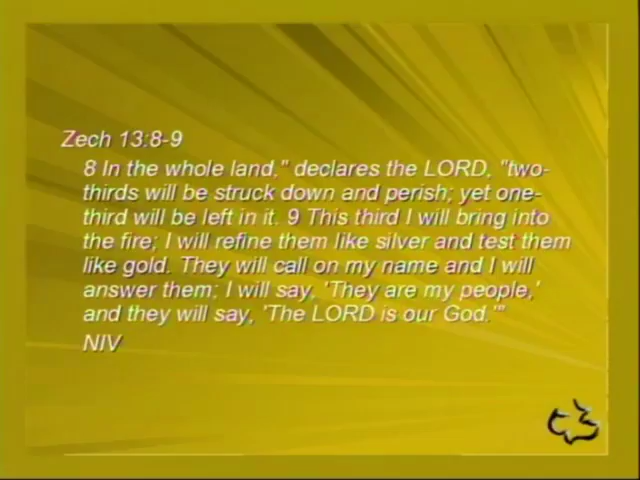 Zech 13:8-9
8 In the whole land," declares the LORD, "two-
thirds will be struck down and perish; yet one-
third will be left in it. 9 This third I will bring into
the fire; I will refine them like silver and test them
like gold. They will call on my name and I will
answer them; I will say, 'They are my people,'
and they will say, 'The LORD is our God.'"
NIV